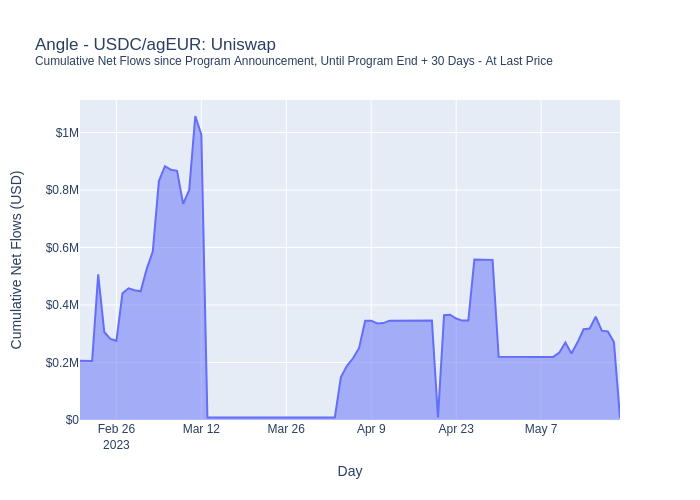 Angle - USDC/agEUR: Uniswap
Cumulative Net Flows since Program Announcement, Until Program End + 30 Days - At Last Price
Cumulative Net Flows (USD)
$1M
$0.8M
$0.6M
$0.4M
$0.2M
$0
Feb 26
2023
Mar 12
Mar 26
Apr 9
Apr 23
May 7
Day